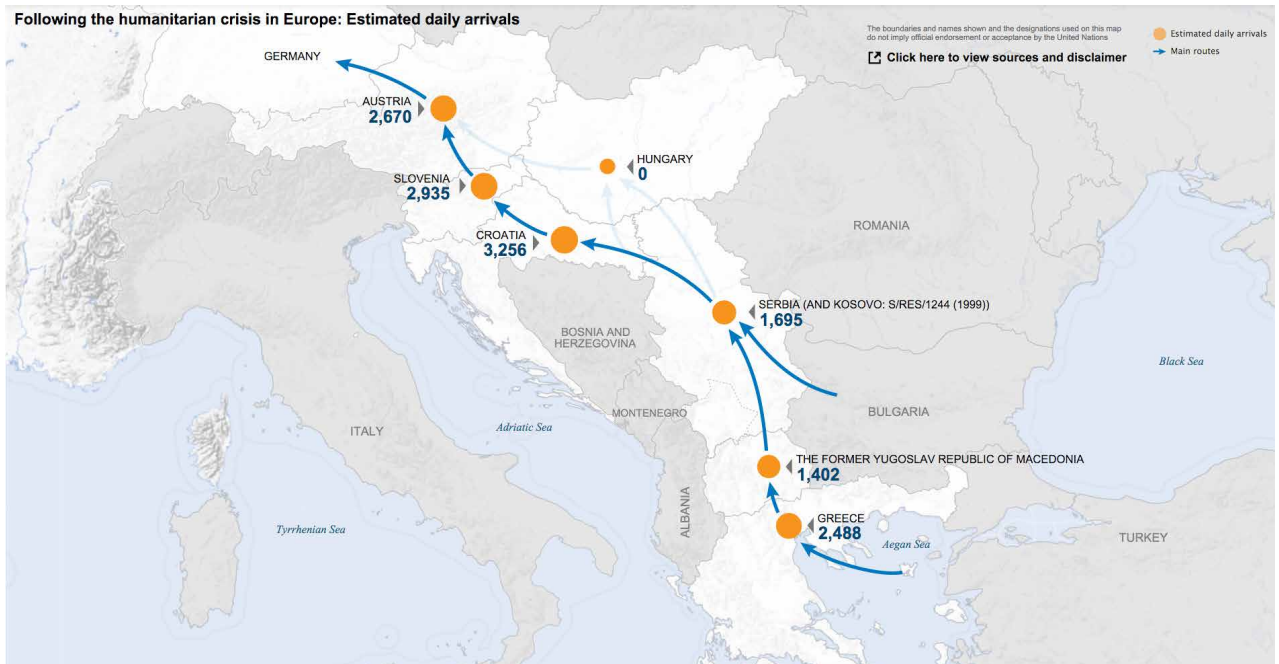 Following the humanitarian crisis in Europe: Estimated daily arrivals
The boundaries and names shown and the designations used on this map
do not imply official endorsement or acceptance by the United Nations
Click here to view sources and disclaimer
Estimated daily arrivals
Main routes
GERMANY
AUSTRIA
2,670
HUNGARY
0
SLOVENIA
2,935
CROATIA
3,256
ROMANIA
SERBIA (AND KOSOVO: S/RES/1244 (1999))
1,695
BOSNIA AND
HERZEGOVINA
Black Sea
MONTENEGRO
BULGARIA
ITALY
Adriatic Sea
THE FORMER YUGOSLAV REPUBLIC OF MACEDONIA
1,402
ALBANIA
GREECE
2,488
Tyrrhenian Sea
Aegan Sea
TURKEY